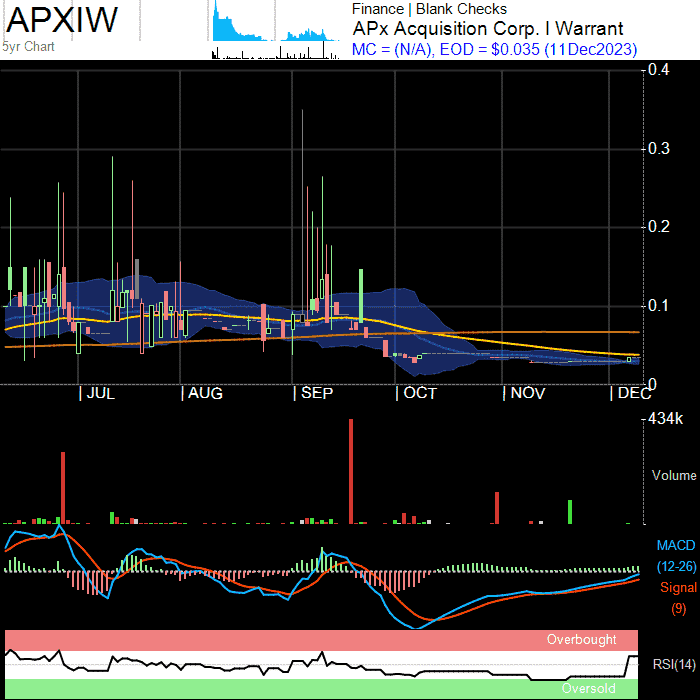 APXIW
5yr Chart
Finance | Blank Checks
APx Acquisition Corp. I Warrant
MC = (N/A), EOD = $0.035 (11Dec2023)
0.4
0.3
0.2
0.1
0
| JUL | AUG | SEP | OCT | NOV | DEC
434k
Volume
MACD
(12-26)
Signal
(9)
Overbought
RSI(14)
Oversold